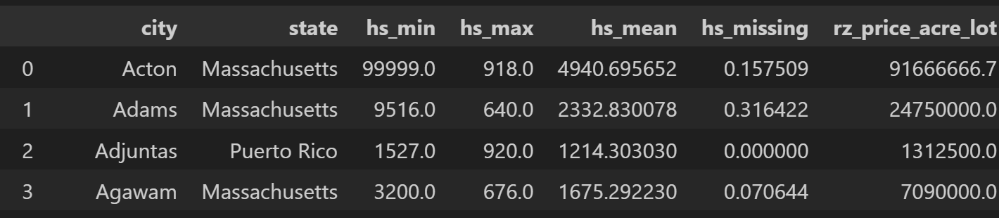 city state hs_min hs_max hs_mean hs_missing rz_price_acre_lot
0 Acton Massachusetts 99999.0 918.0 4940.695652 0.157509 91666666.7
1 Adams Massachusetts 9516.0 640.0 2332.830078 0.316422 24750000.0
2 Adjuntas Puerto Rico 1527.0 920.0 1214.303030 0.000000 1312500.0
3 Agawam Massachusetts 3200.0 676.0 1675.292230 0.070644 7090000.0